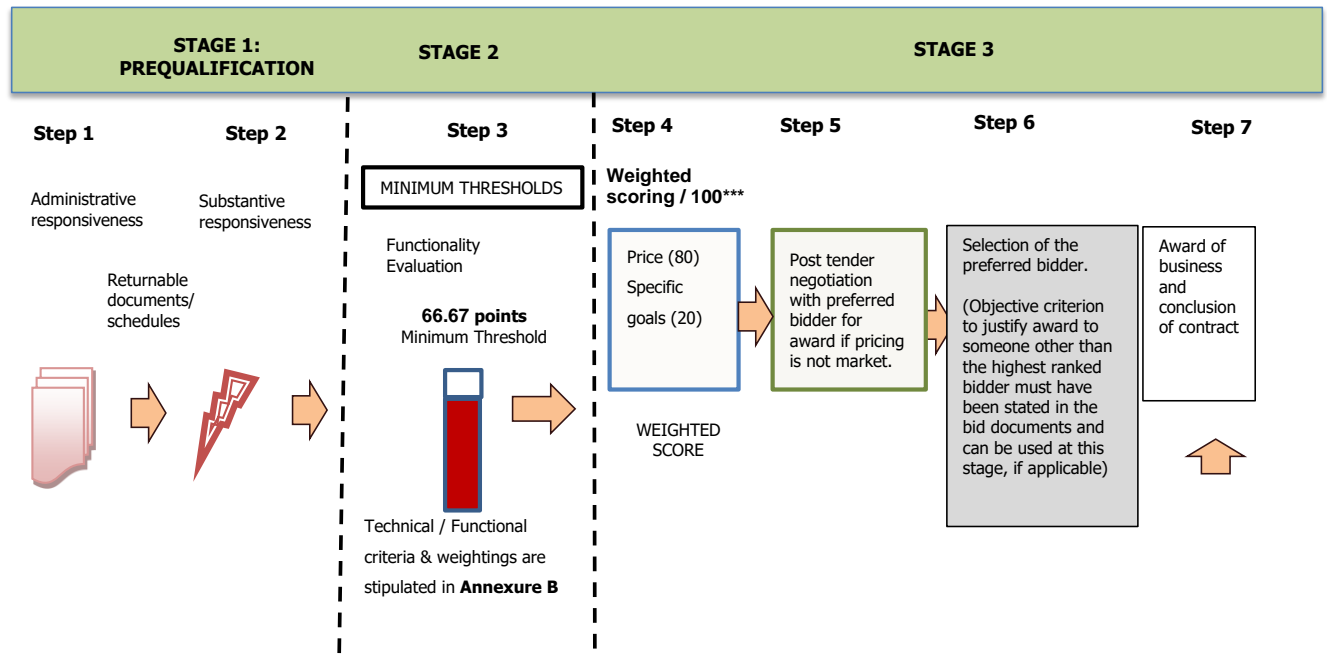 STAGE 1:
PREQUALIFICATION
STAGE 2
STAGE 3
Step 1
Administrative
responsiveness
Returnable
documents/
schedules
Step 2
Substantive
responsiveness
Step 3
MINIMUM THRESHOLDS
Functionality
Evaluation
66.67 points
Minimum Threshold
Technical / Functional
criteria & weightings are
stipulated in Annexure B
Step 4
Weighted
scoring / 100***
Price (80)
Specific
goals (20)
WEIGHTED
SCORE
Step 5
Post tender
negotiation
with preferred
bidder for
award if pricing
is not market.
Step 6
Selection of the
preferred bidder.
(Objective criterion
to justify award to
someone other than
the highest ranked
bidder must have
been stated in the
bid documents and
can be used at this
stage, if applicable)
Step 7
Award of
business
and
conclusion
of contract